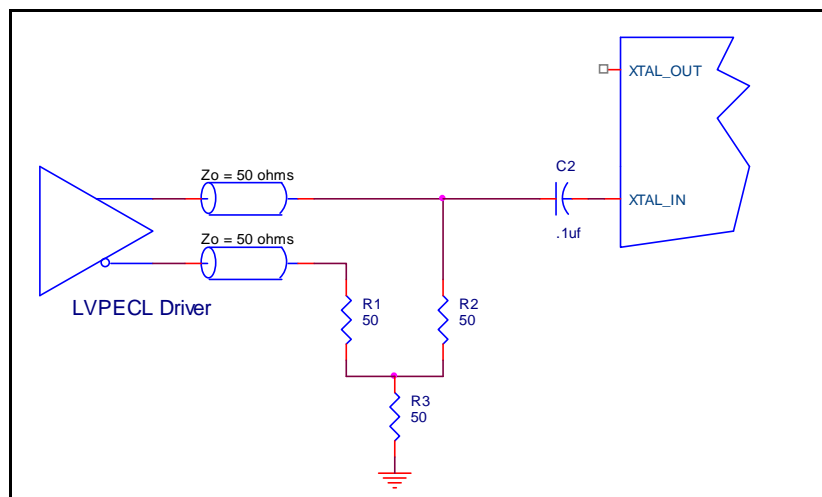 XTAL_OUT
Zo = 50 ohms
C2
XTAL_IN
.1uf
Zo = 50 ohms
LVPECL Driver
R1
50
R2
50
R3
50